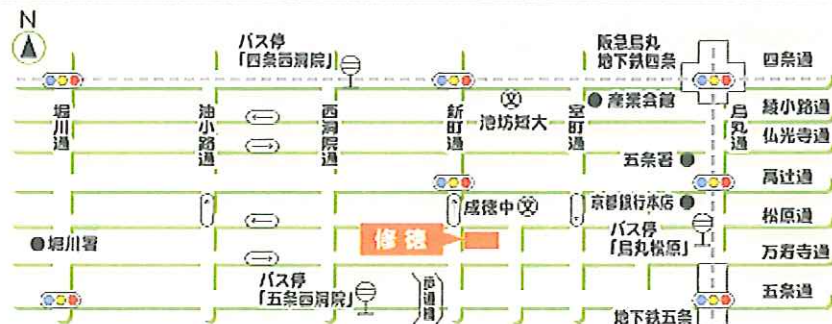 N
バス停
「四条西洞院」
阪急烏丸
地下鉄四条
四条通
堀川通
油小路通
西洞院通
新町通
池坊短大
室町通
産業会館
烏丸通
綾小路通
仏光寺通
五条署
高辻通
成徳中
京都銀行本店
松原通
修徳
バス停
「烏丸松原」
堀川署
万寿寺通
バス停
「五条西洞院」
歩道橋
五条通
地下鉄五条